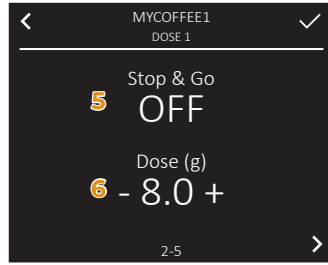 MYCOFFEE1
DOSE 1
Stop & Go
5 OFF
Dose (g)
6 - 8.0 +
2-5